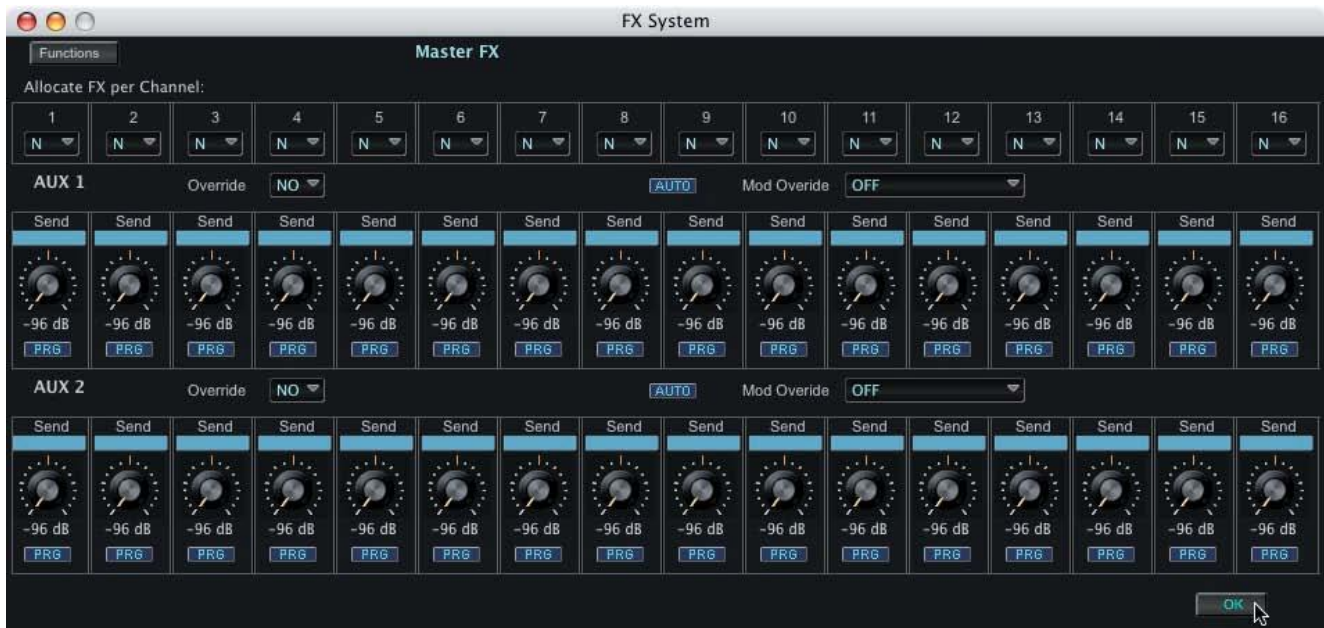 FX System
Functions
Master FX
Allocate FX per Channel:
1 2 3 4 5 6 7 8 9 10 11 12 13 14 15 16
N N N N N N N N N N N N N N N N
AUX 1 Override NO AUTO Mod Overide OFF
Send Send Send Send Send Send Send Send Send Send Send Send Send Send Send Send
-96 dB -96 dB -96 dB -96 dB -96 dB -96 dB -96 dB -96 dB -96 dB -96 dB -96 dB -96 dB -96 dB -96 dB -96 dB -96 dB
PRG PRG PRG PRG PRG PRG PRG PRG PRG PRG PRG PRG PRG PRG PRG PRG
AUX 2 Override NO AUTO Mod Overide OFF
Send Send Send Send Send Send Send Send Send Send Send Send Send Send Send Send
-96 dB -96 dB -96 dB -96 dB -96 dB -96 dB -96 dB -96 dB -96 dB -96 dB -96 dB -96 dB -96 dB -96 dB -96 dB -96 dB
PRG PRG PRG PRG PRG PRG PRG PRG PRG PRG PRG PRG PRG PRG PRG PRG
OK